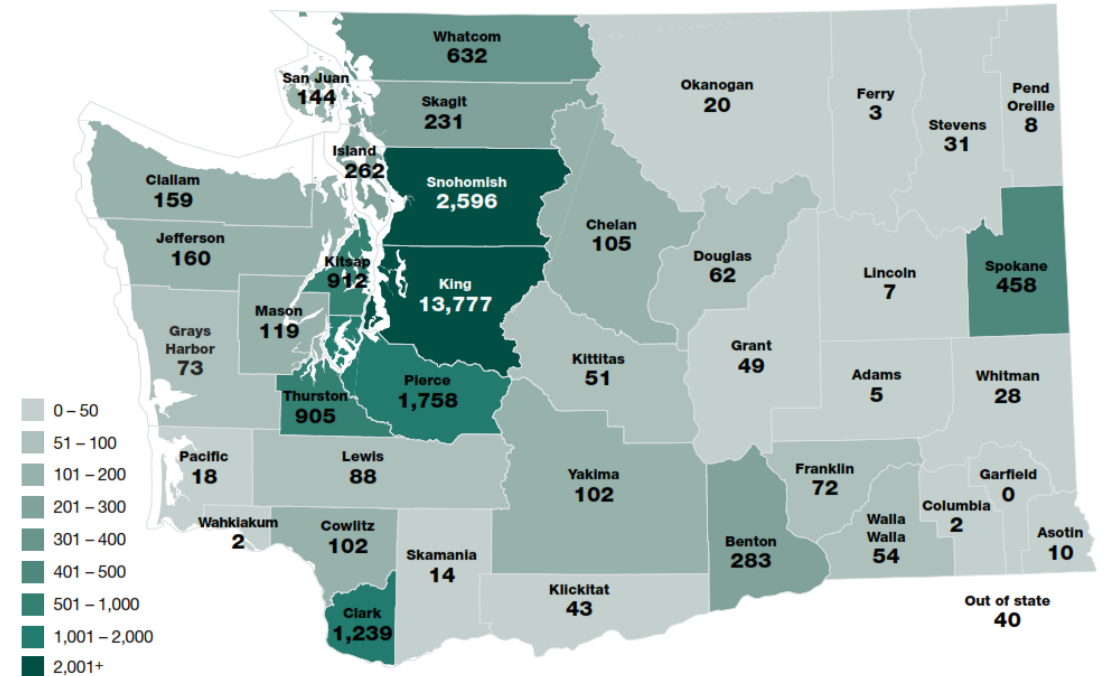 Whatcom
632
San Juan
144
Skagit
231
Okanogan
20
Ferry
3
Stevens
31
Pend
Oreille
8
Island
262
Clallam
159
Snohomish
2,596
Jefferson
160
Kitsap
912
King
13,777
Chelan
105
Douglas
62
Lincoln
7
Spokane
458
Mason
119
Grays
Harbor
73
Kittitas
51
Grant
49
Adams
5
Whitman
28
Thurston
905
Pierce
1,758
Pacific
18
Lewis
88
Yakima
102
Franklin
72
Garfield
0
Wahkiakum
2
Cowlitz
102
Skamania
14
Benton
283
Walla
Walla
54
Columbia
2
Asotin
10
Clark
1,239
Klickitat
43
Out of state
40
0 – 50
51 – 100
101 – 200
201 – 300
301 – 400
401 – 500
501 – 1,000
1,001 – 2,000
2,001+